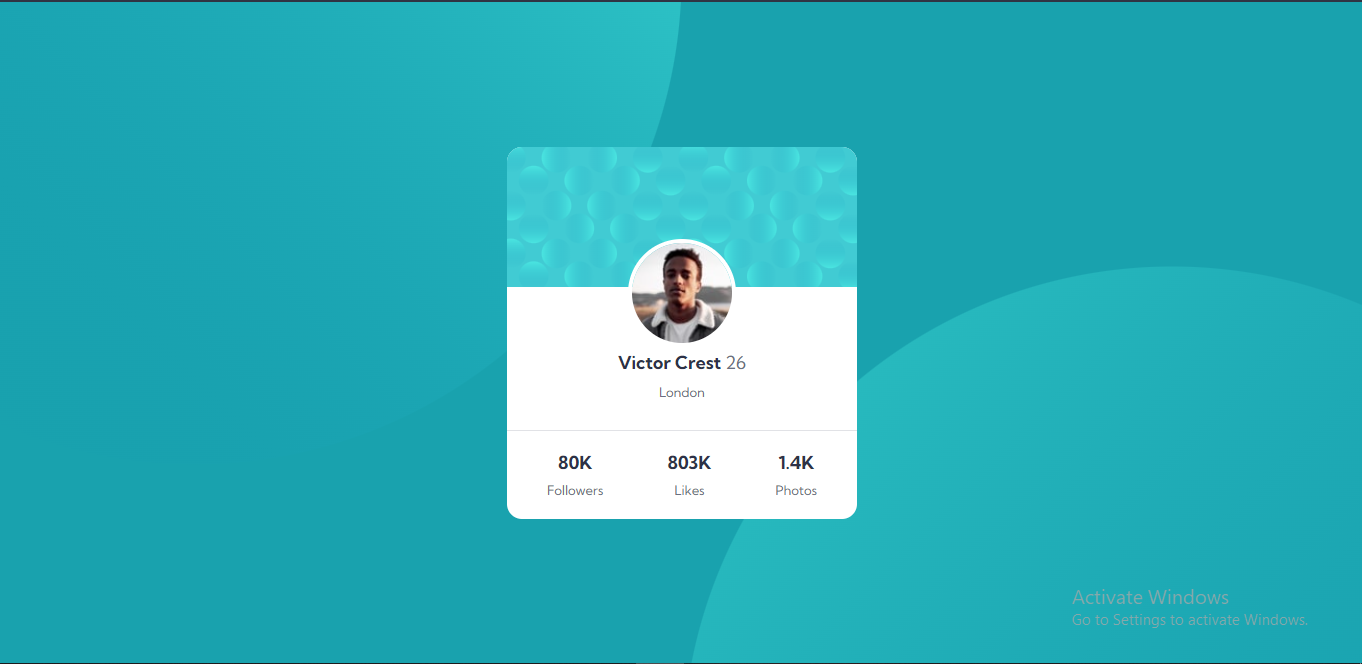 Victor Crest 26
London
80K 803K 1.4K
Followers Likes Photos
Activate Windows
Go to Settings to activate Windows.